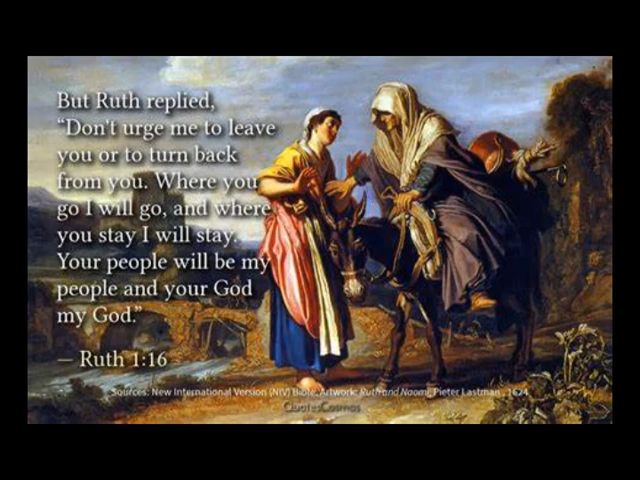 But Ruth replied,
“Don't urge me to leave
you or to turn back
from you. Where you
go I will go, and where
you stay I will stay.
Your people will be my
people and your God
my God.”
— Ruth 1:16
Sources: New International Version (NIV) Bible. Artwork: Ruth and Naomi, Pieter Lastman , 1624
QuotesCosmos